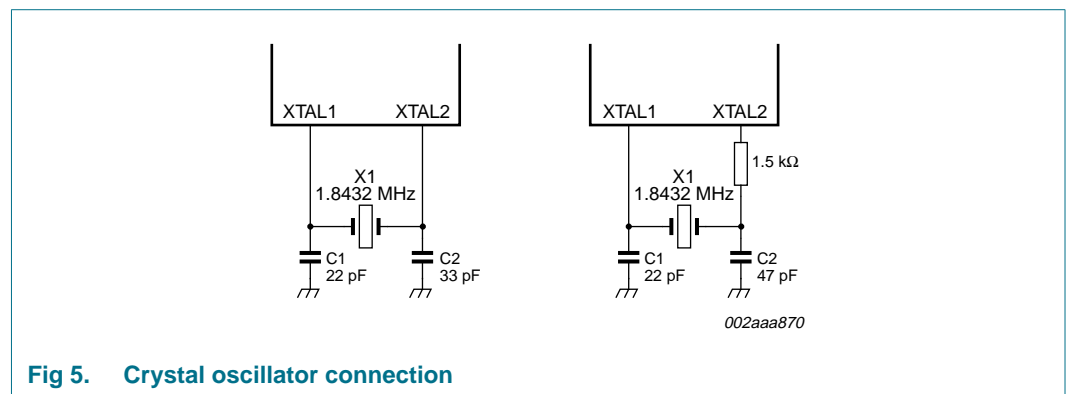 XTAL1 XTAL2
X1
1.8432 MHz
C1
22 pF
C2
33 pF
XTAL1 XTAL2
1.5 kΩ
X1
1.8432 MHz
C1
22 pF
C2
47 pF
002aaa870
Fig 5. Crystal oscillator connection